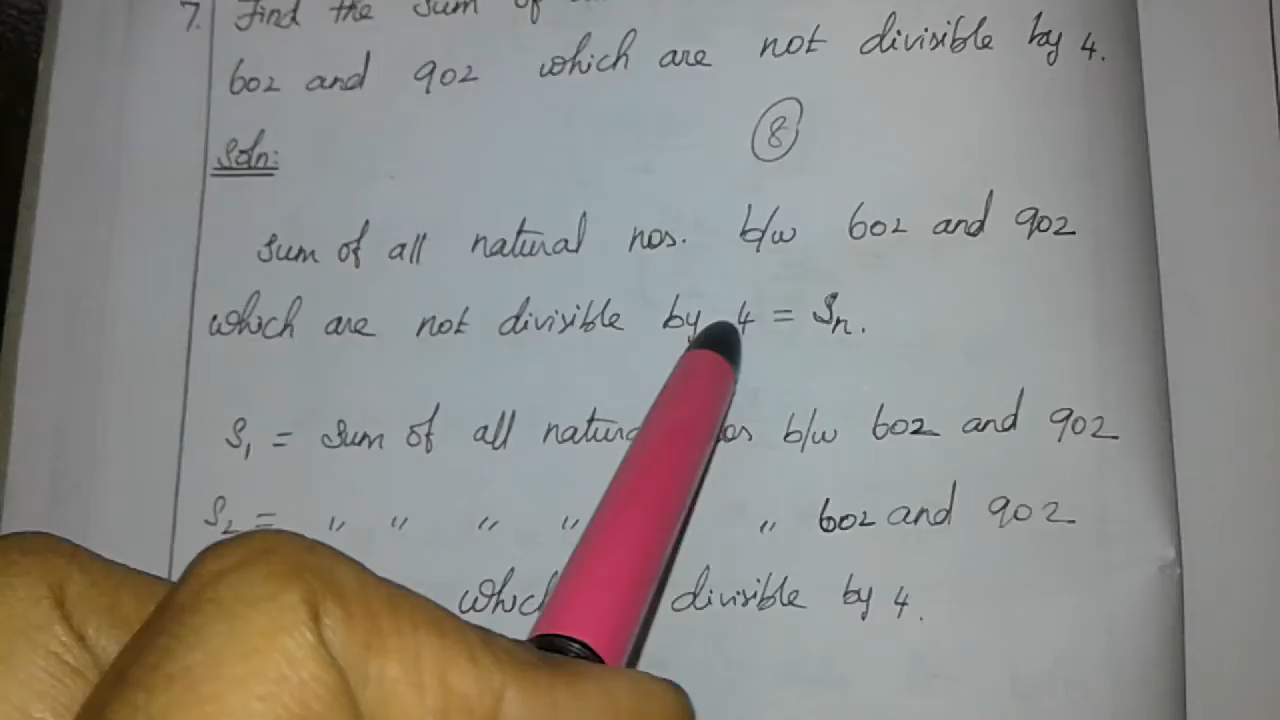 7. Find the Sum of
602 and 902 which are not divisible by 4.
8
Soln:
Sum of all natural nos. b/w 602 and 902
which are not divisible by 4 = Sn.
S1 = Sum of all b/w 602 and 902
S2 = " " " " " 602 and 902
divisible by 4.